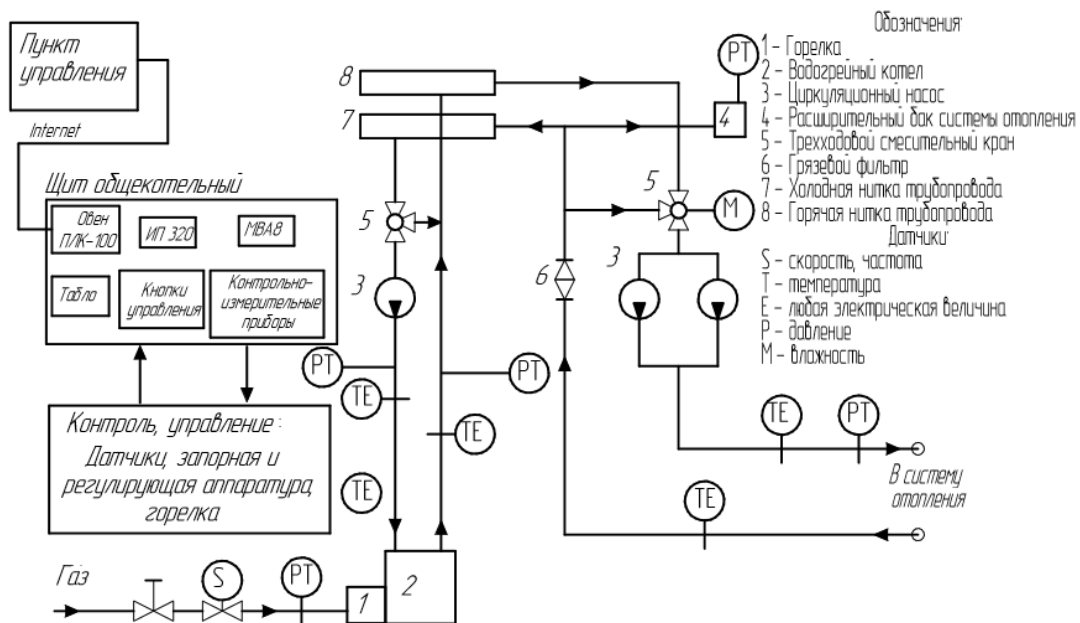 Пункт
управления
Internet
Щит общекотельный
Овен
ПЛК-100
ИП 320
МВА8
Табло
Кнопки
управления
Контрольно-
измерительные
приборы
Контроль, управление:
Датчики, запорная и
регулирующая аппаратура,
горелка
Газ
S
PT
1
2
8
7
5
3
PT
TE
TE
PT
TE
6
5
M
3
4
PT
TE
PT
В систему
отопления
TE
Обозначения:
1 - Горелка
2 - Водогрейный котел
3 - Циркуляционный насос
4 - Расширительный бак системы отопления
5 - Трехходовой смесительный кран
6 - Грязевой фильтр
7 - Холодная нитка трубопровода
8 - Горячая нитка трубопровода
Датчики:
S - скорость, частота
T - температура
E - любая электрическая величина
P - давление
M - влажность